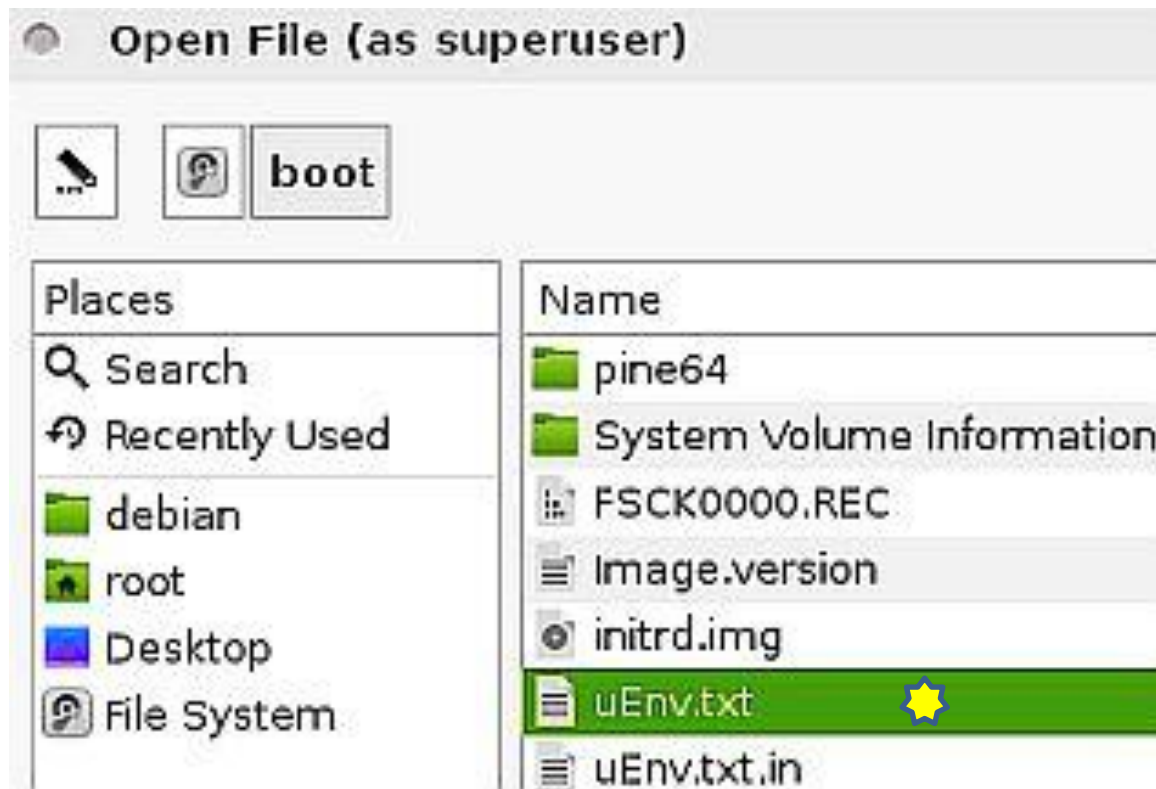 Open File (as superuser)
boot
Places
Search
Recently Used
debian
root
Desktop
File System
Name
pine64
System Volume Information
FSCK0000.REC
Image.version
initrd.img
uEnv.txt
uEnv.txt.in